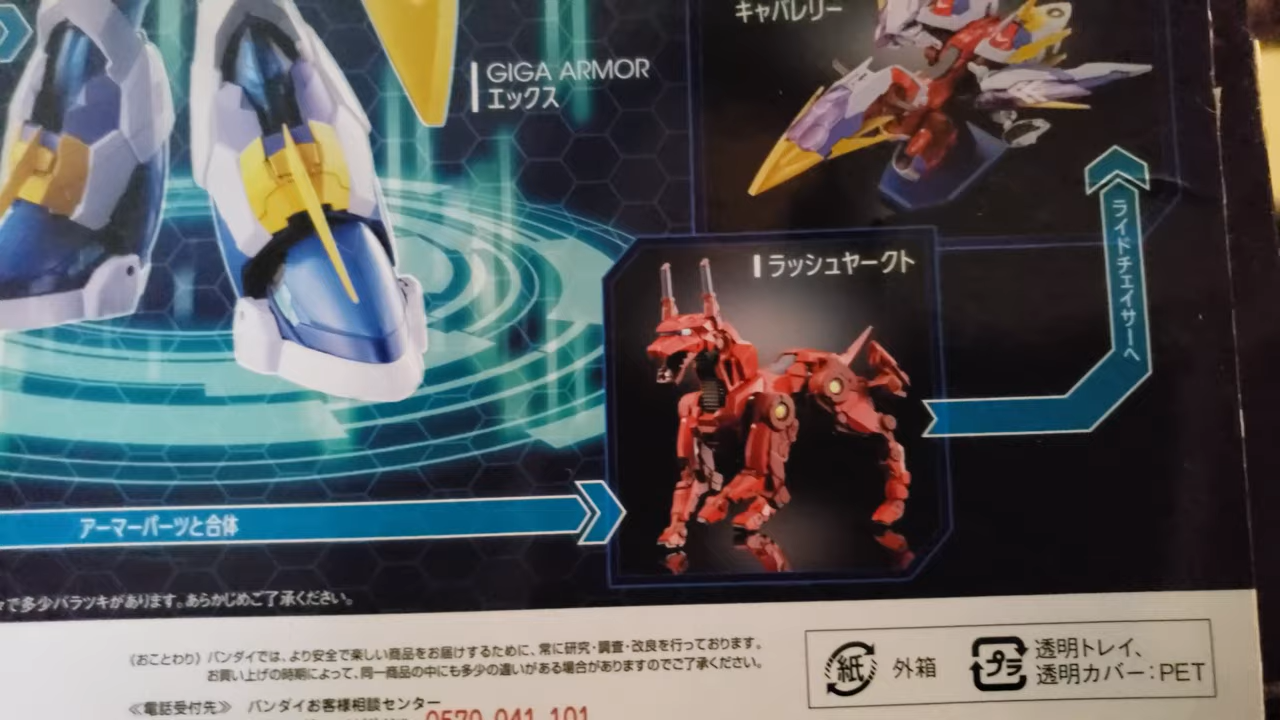 キャバレリー
GIGA ARMOR
エックス
ライドチェイサーへ
ラッシュヤークト
アーマーパーツと合体
で多少バラツキがあります。あらかじめご了承ください。
《おことわり》 バンダイでは、より安全で楽しい商品をお届けするために、常に研究・調査・改良を行っております。
お買い上げの時期によって、同一商品の中にも多少の違いがある場合がありますのでご了承ください。
《電話受付先》 バンダイお客様相談センター
0570-041-101
紙 外箱
プラ 透明トレイ、
透明カバー:PET